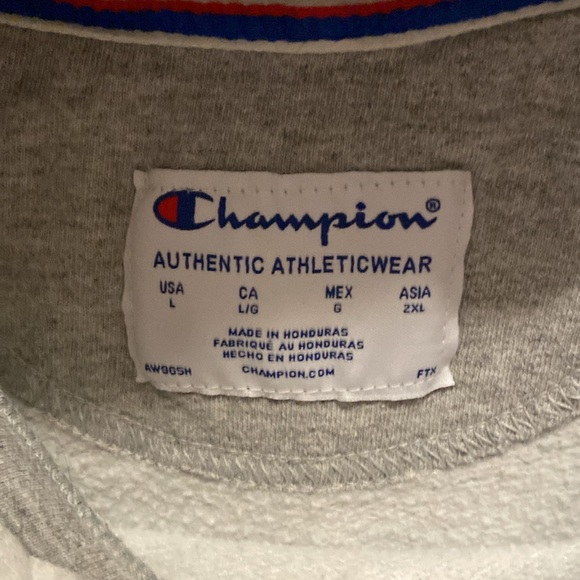 Champion®
AUTHENTIC ATHLETICWEAR
USA CA MEX ASIA
L L/G G 2XL
MADE IN HONDURAS
FABRIQUÉ AU HONDURAS
HECHO EN HONDURAS
CHAMPION.COM
FTX